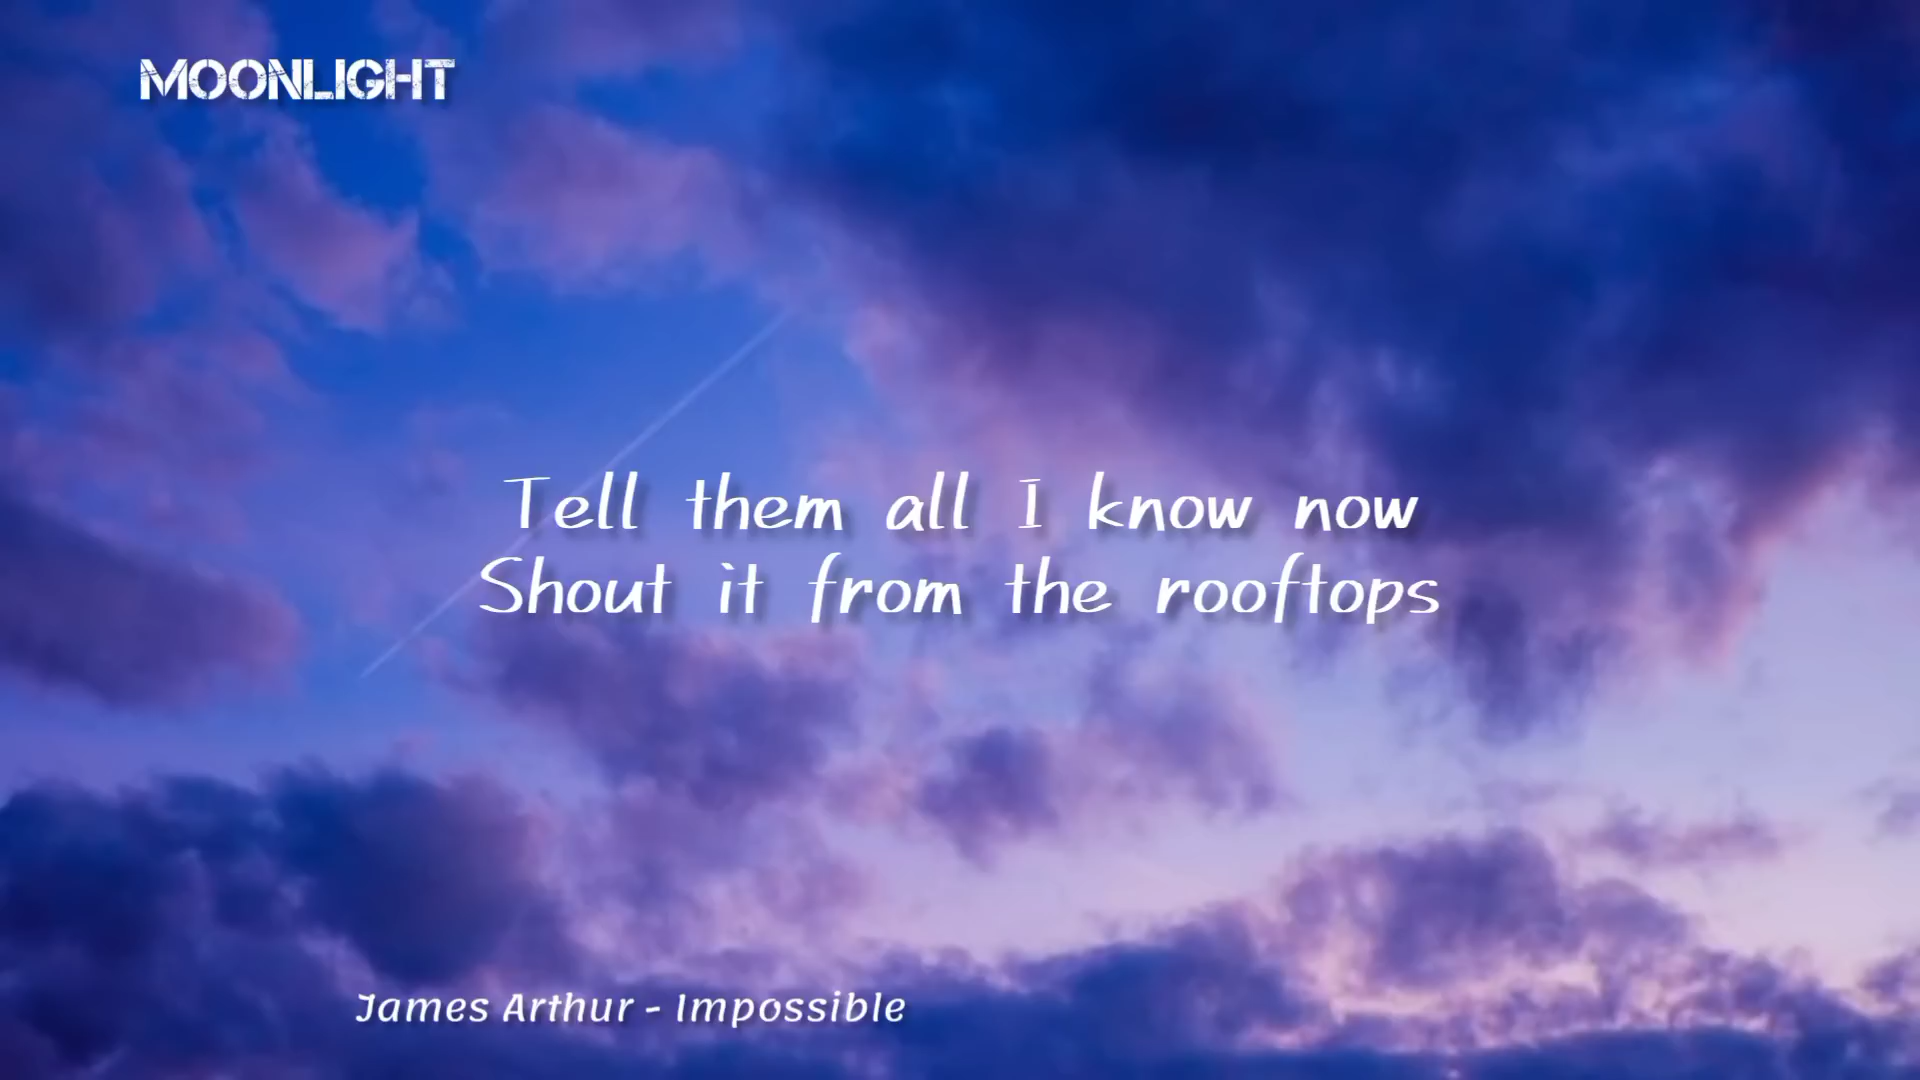 MOONLIGHT
Tell them all I know now
Shout it from the rooftops
James Arthur - Impossible